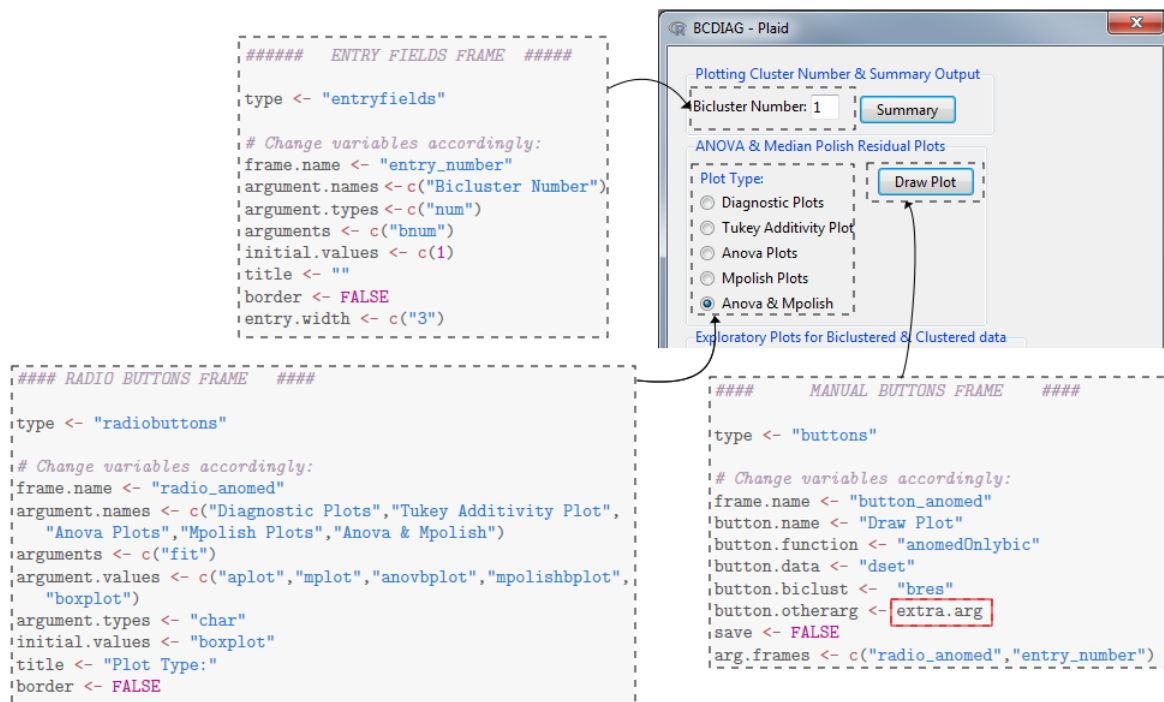 ###### ENTRY FIELDS FRAME #####
type <- "entryfields"
# Change variables accordingly:
frame.name <- "entry_number"
argument.names <- c("Bicluster Number")
argument.types <- c("num")
arguments <- c("bnum")
initial.values <- c(1)
title <- ""
border <- FALSE
entry.width <- c("3")
BCDIAG - Plaid
Plotting Cluster Number & Summary Output
Bicluster Number: 1 Summary
ANOVA & Median Polish Residual Plots
Plot Type: Draw Plot
Diagnostic Plots
Tukey Additivity Plot
Anova Plots
Mpolish Plots
Anova & Mpolish
Exploratory Plots for Biclustered & Clustered data
#### RADIO BUTTONS FRAME ####
type <- "radiobuttons"
# Change variables accordingly:
frame.name <- "radio_anomed"
argument.names <- c("Diagnostic Plots","Tukey Additivity Plot",
"Anova Plots","Mpolish Plots","Anova & Mpolish")
arguments <- c("fit")
argument.values <- c("aplot","mplot","anovbplot","mpolishbplot",
"boxplot")
argument.types <- "char"
initial.values <- "boxplot"
title <- "Plot Type:"
border <- FALSE
#### MANUAL BUTTONS FRAME ####
type <- "buttons"
# Change variables accordingly:
frame.name <- "button_anomed"
button.name <- "Draw Plot"
button.function <- "anomedOnlybic"
button.data <- "dset"
button.biclust <- "bres"
button.otherarg <- extra.arg
save <- FALSE
arg.frames <- c("radio_anomed","entry_number")